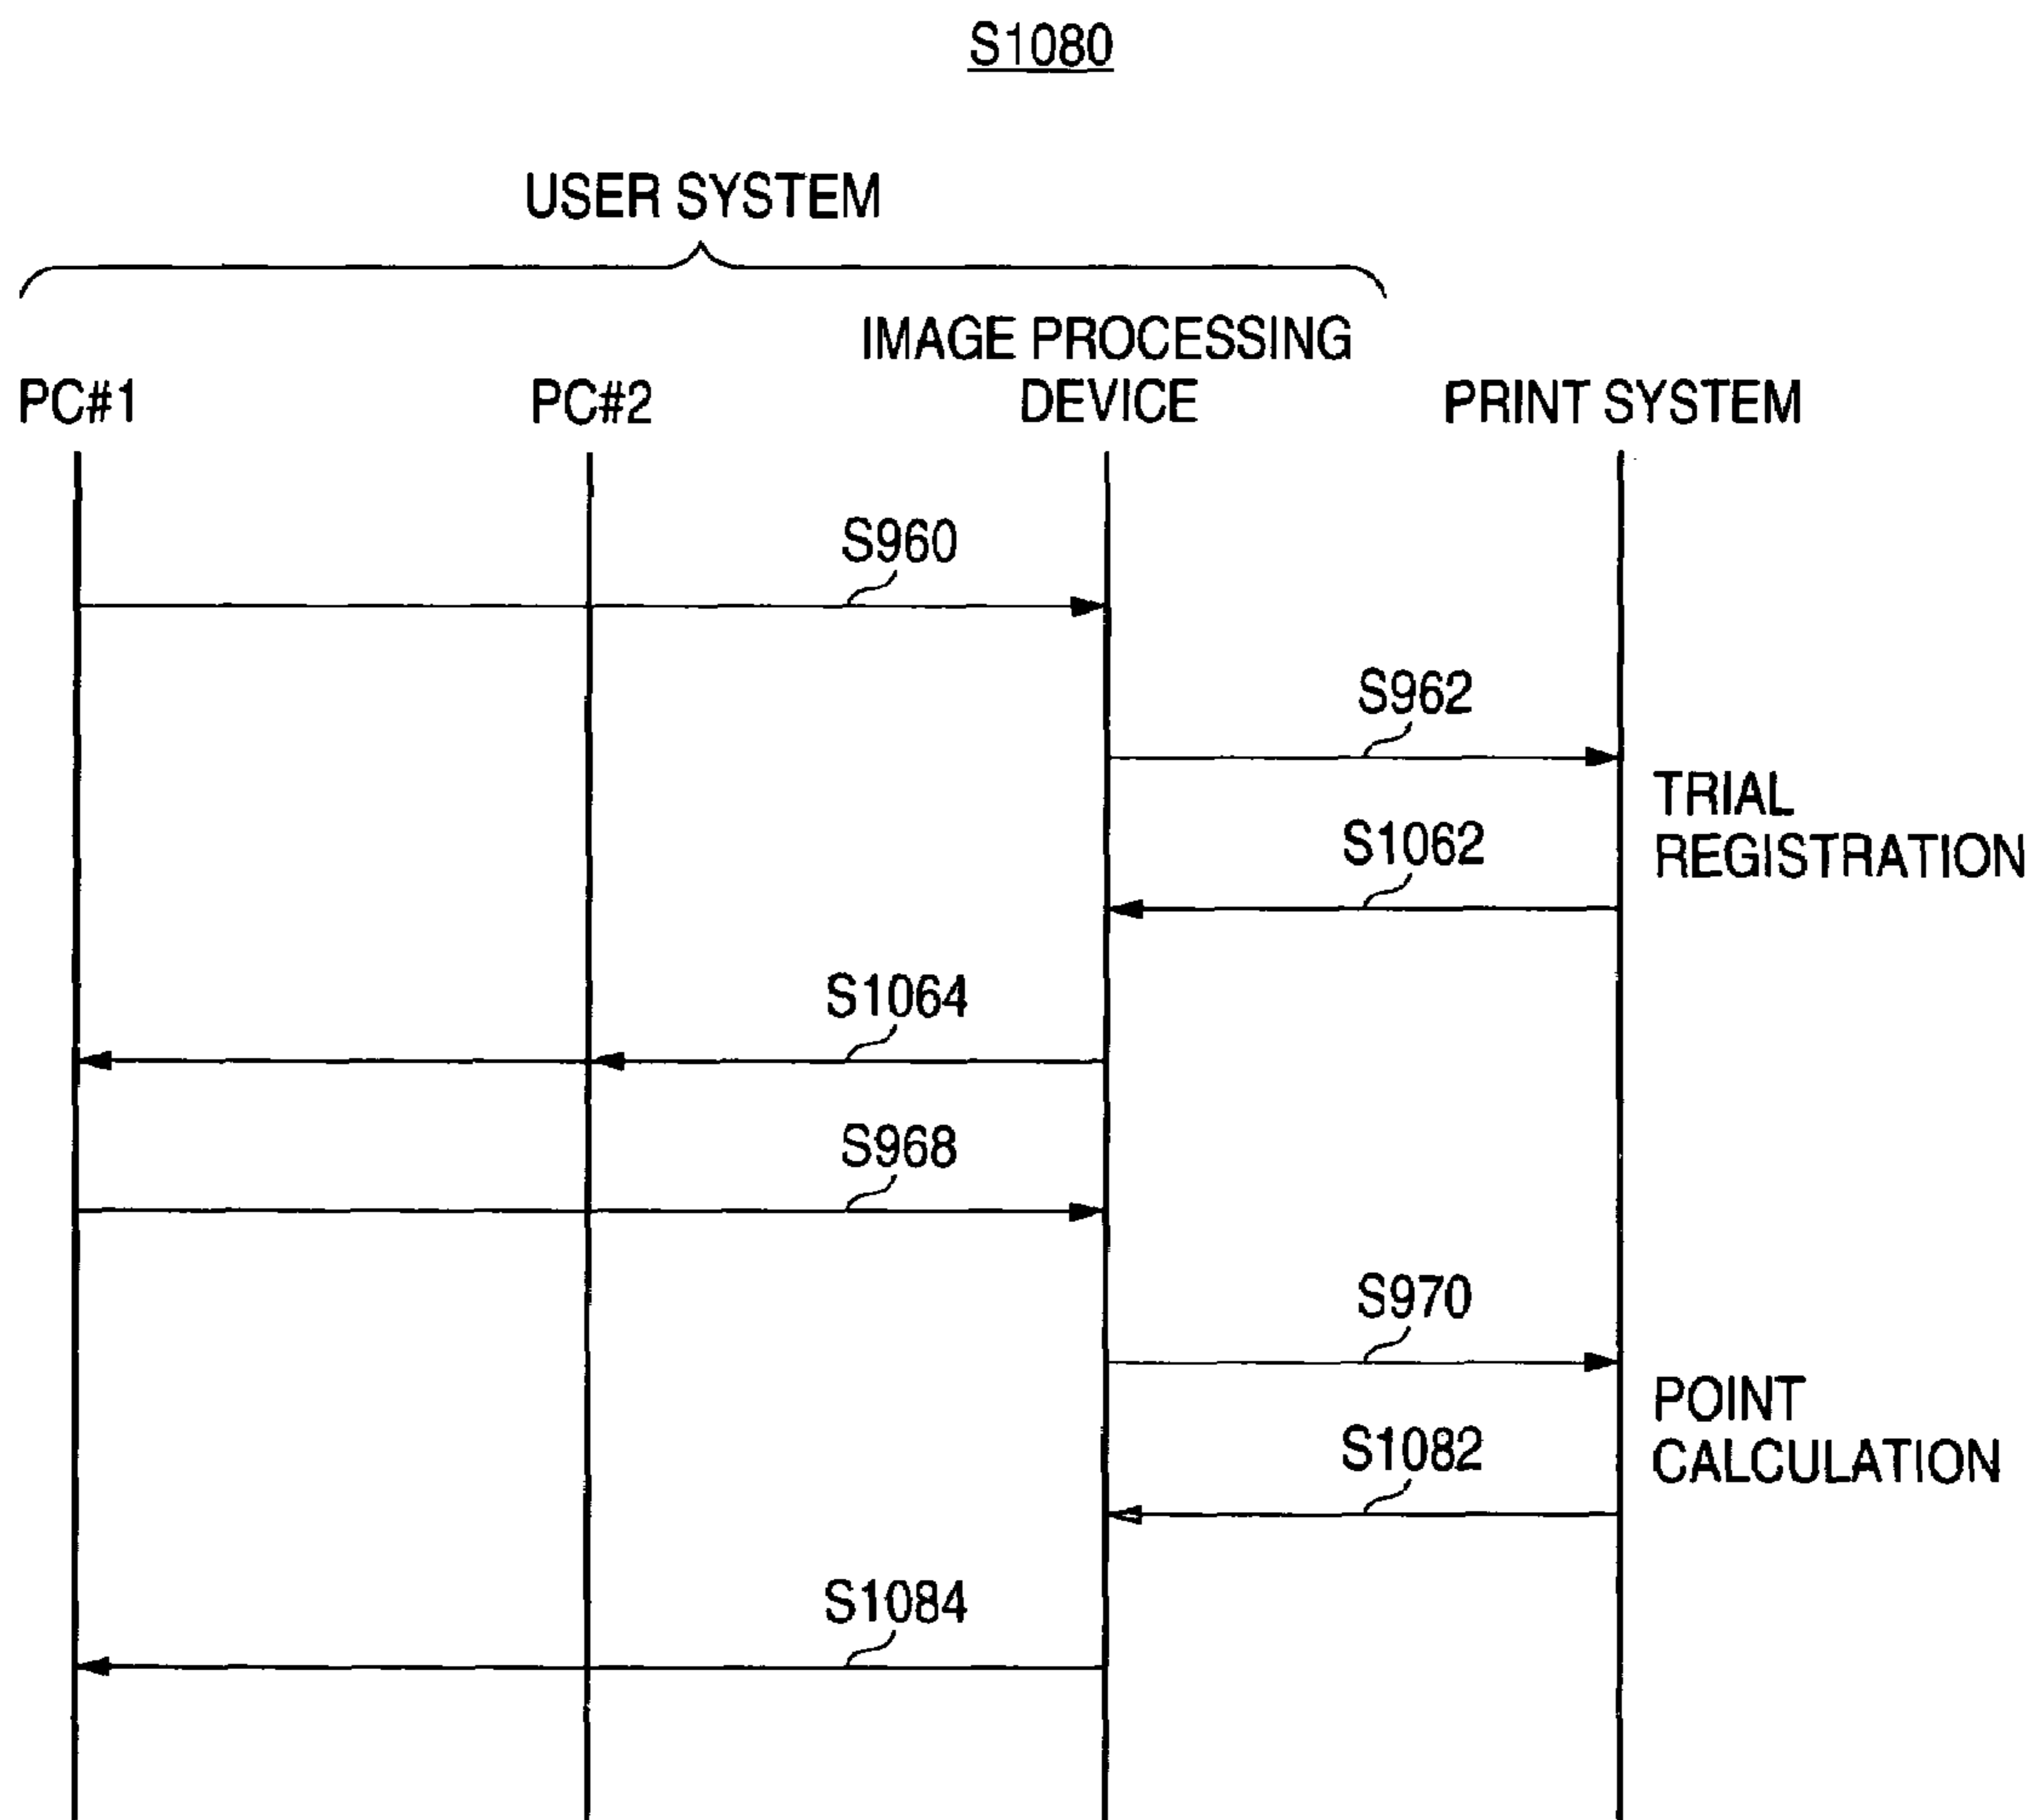 S1080
USER SYSTEM
IMAGE PROCESSING
DEVICE
PC#1
PC#2
PRINT SYSTEM
S960
S962
TRIAL
REGISTRATION
S1062
S1064
S968
S970
POINT
CALCULATION
S1082
S1084